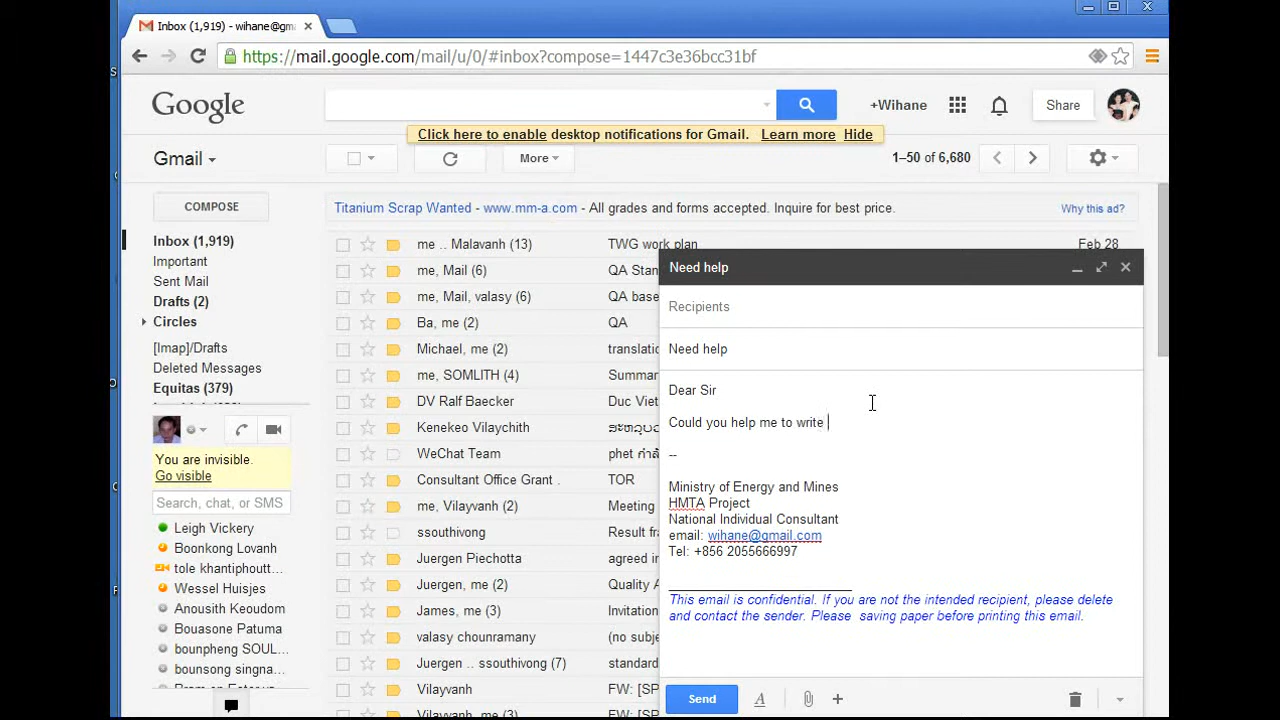 Inbox (1,919) - wihane@gma
https://mail.google.com/mail/u/0/#inbox?compose=1447c3e36bcc31bf
Google
+Wihane
Share
Click here to enable desktop notifications for Gmail. Learn more Hide
Gmail
More
1–50 of 6,680
COMPOSE
Titanium Scrap Wanted - www.mm-a.com - All grades and forms accepted. Inquire for best price.
Why this ad?
Inbox (1,919)
Important
Sent Mail
Drafts (2)
Circles
[Imap]/Drafts
Deleted Messages
Equitas (379)
You are invisible.
Go visible
Search, chat, or SMS
Leigh Vickery
Boonkong Lovanh
tole khantiphoutt...
Wessel Huisjes
Anousith Keoudom
Bouasone Patuma
bounpheng SOUL...
bounsong singna...
me .. Malavanh (13) TWG work plan Feb 28
me, Mail (6) QA Stan
me, Mail, valasy (6) QA base
Ba, me (2) QA
Michael, me (2) translatio
me, SOMLITH (4) Summar
DV Ralf Baecker Duc Viet
Kenekeo Vilaychith
WeChat Team
Consultant Office Grant . TOR
me, Vilayvanh (2) Meeting
ssouthivong Result fra
Juergen Piechotta agreed in
Juergen, me (2) Quality A
James, me (3) Invitation
valasy chounramany (no subje
Juergen .. ssouthivong (7) standard
Vilayvanh FW: [SP
Vilayvanh, me (3) FW: [SP
Need help
Recipients
Need help
Dear Sir
Could you help me to write
--
Ministry of Energy and Mines
HMTA Project
National Individual Consultant
email: wihane@gmail.com
Tel: +856 2055666997
This email is confidential. If you are not the intended recipient, please delete
and contact the sender. Please saving paper before printing this email.
Send